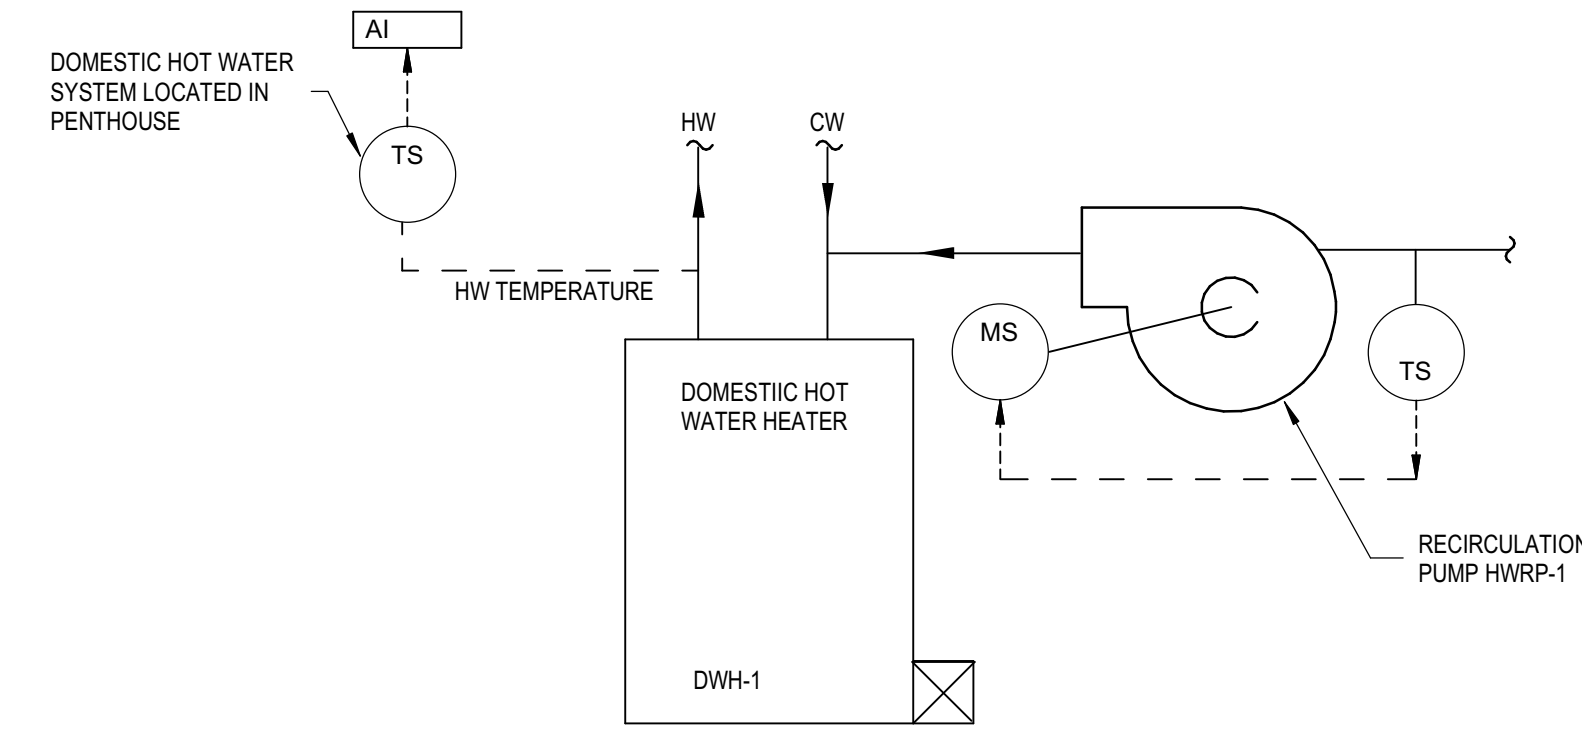 AI
DOMESTIC HOT WATER
SYSTEM LOCATED IN
PENTHOUSE
TS
HW
CW
HW TEMPERATURE
MS
TS
DOMESTIIC HOT
WATER HEATER
RECIRCULATION
PUMP HWRP-1
DWH-1